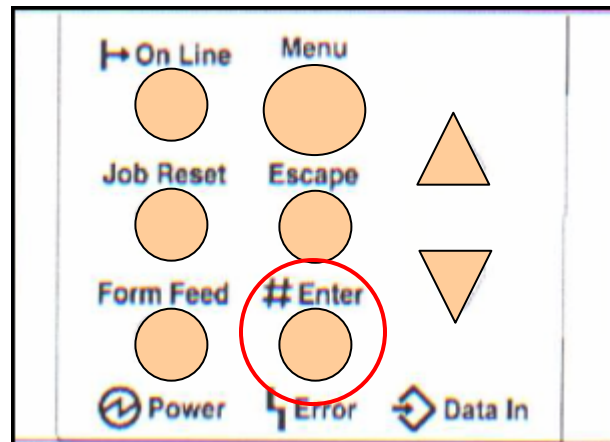 On Line Menu
Job Reset Escape
Form Feed # Enter
Power Error Data In